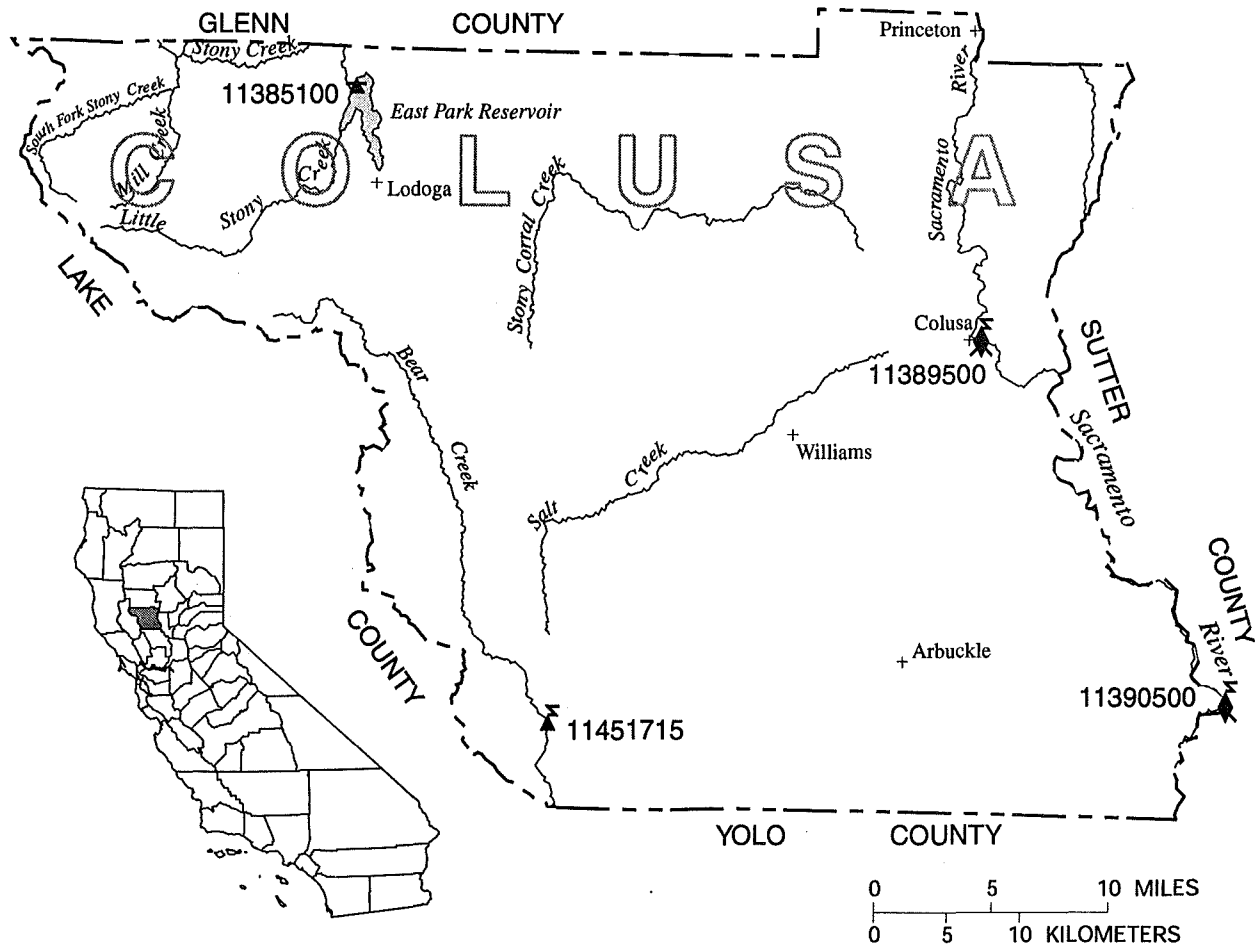 GLENN COUNTY
Princeton
Stony Creek
River
11385100
South Fork Stony Creek
East Park Reservoir
COLUSA
Mill Creek
Creek
Lodoga
Little
Stony
Stony Corral Creek
Sacramento
LAKE
Colusa
SUTTER
Bear
11389500
Sacramento
Creek
Williams
Creek
Salt
COUNTY
COUNTY
River
Arbuckle
11390500
11451715
YOLO COUNTY
0 5 10 MILES
0 5 10 KILOMETERS